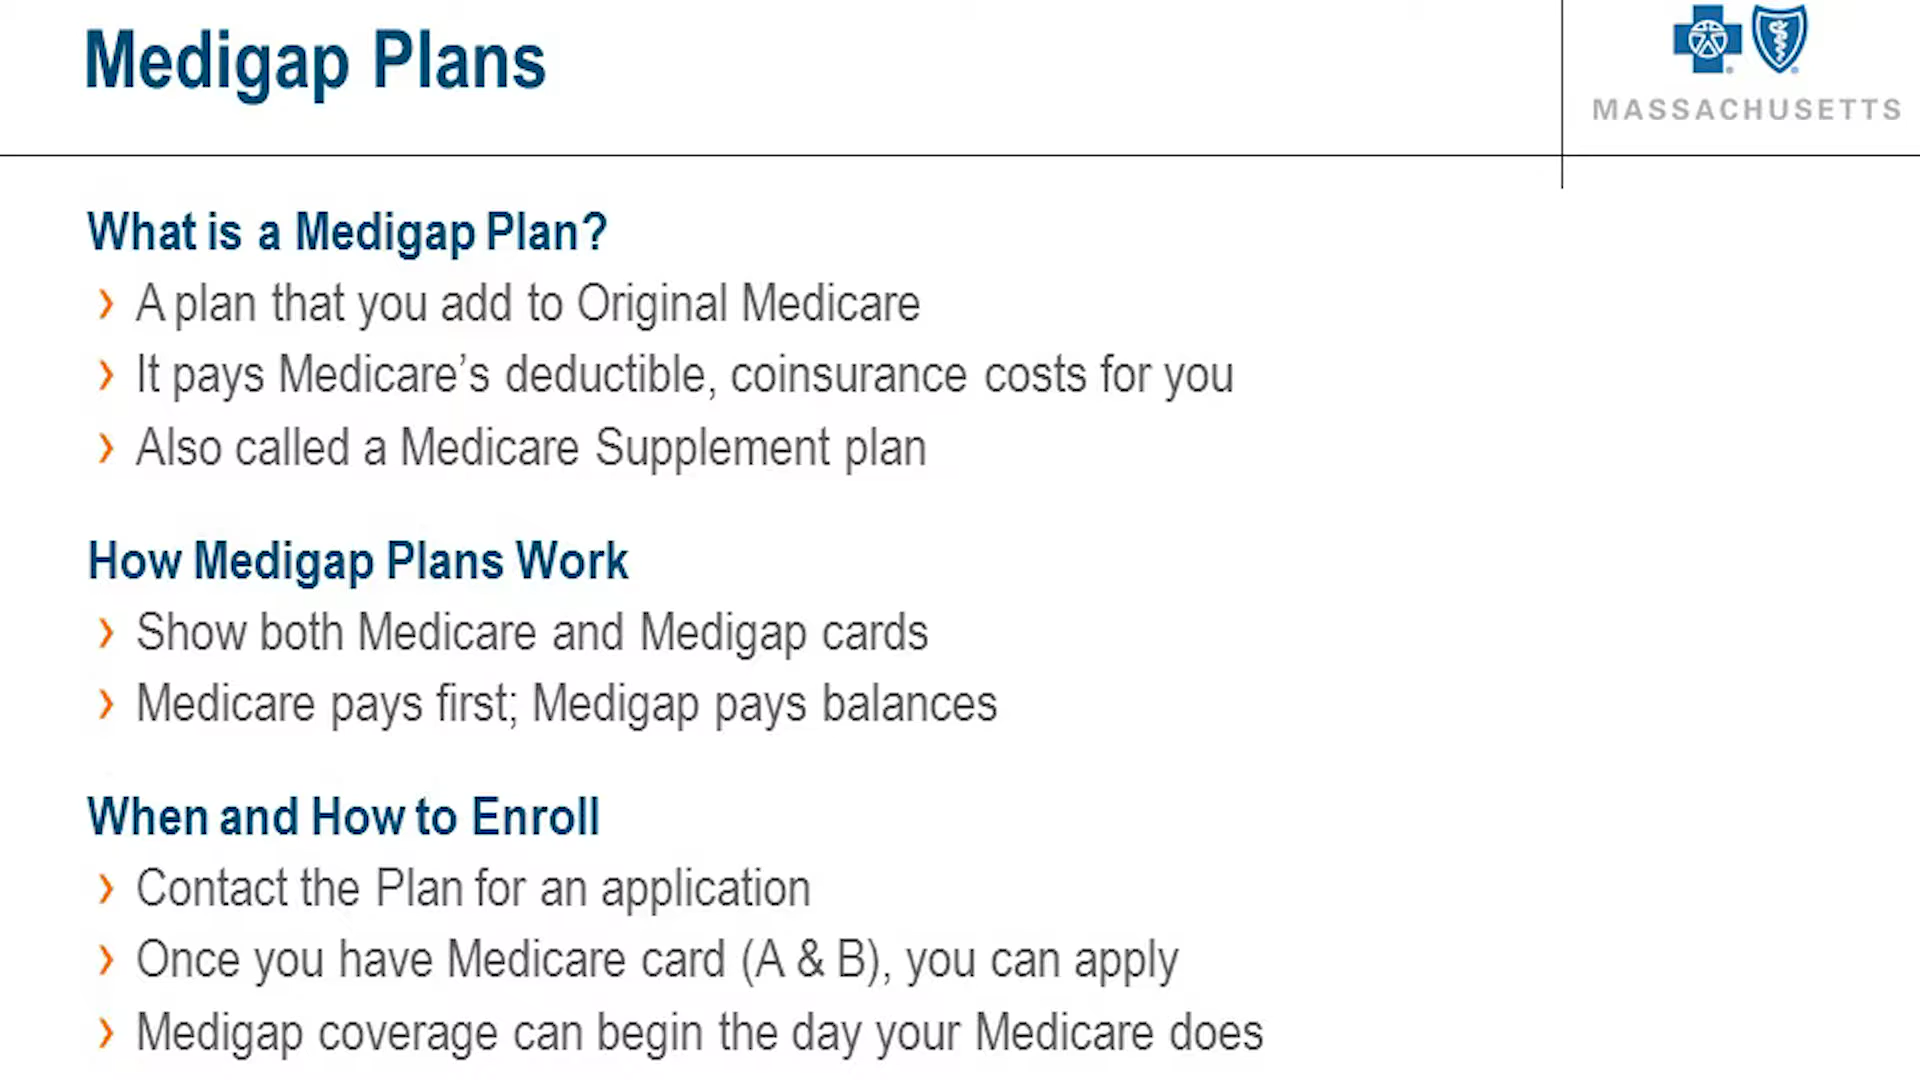 Medigap Plans
MASSACHUSETTS
What is a Medigap Plan?
A plan that you add to Original Medicare
It pays Medicare’s deductible, coinsurance costs for you
Also called a Medicare Supplement plan
How Medigap Plans Work
Show both Medicare and Medigap cards
Medicare pays first; Medigap pays balances
When and How to Enroll
Contact the Plan for an application
Once you have Medicare card (A & B), you can apply
Medigap coverage can begin the day your Medicare does